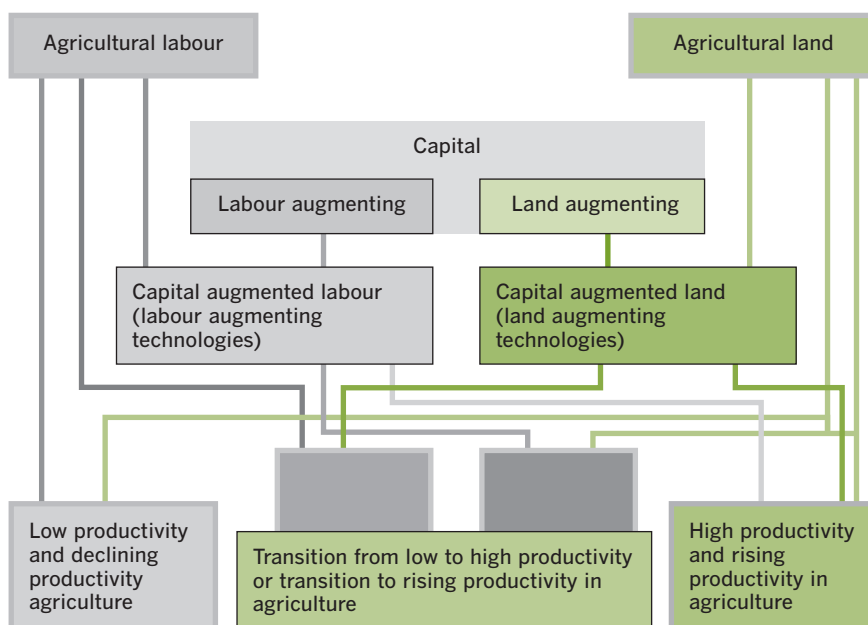 Agricultural labour
Agricultural land
Capital
Labour augmenting
Land augmenting
Capital augmented labour
(labour augmenting
technologies)
Capital augmented land
(land augmenting
technologies)
Low productivity
and declining
productivity
agriculture
Transition from low to high productivity
or transition to rising productivity in
agriculture
High productivity
and rising
productivity in
agriculture